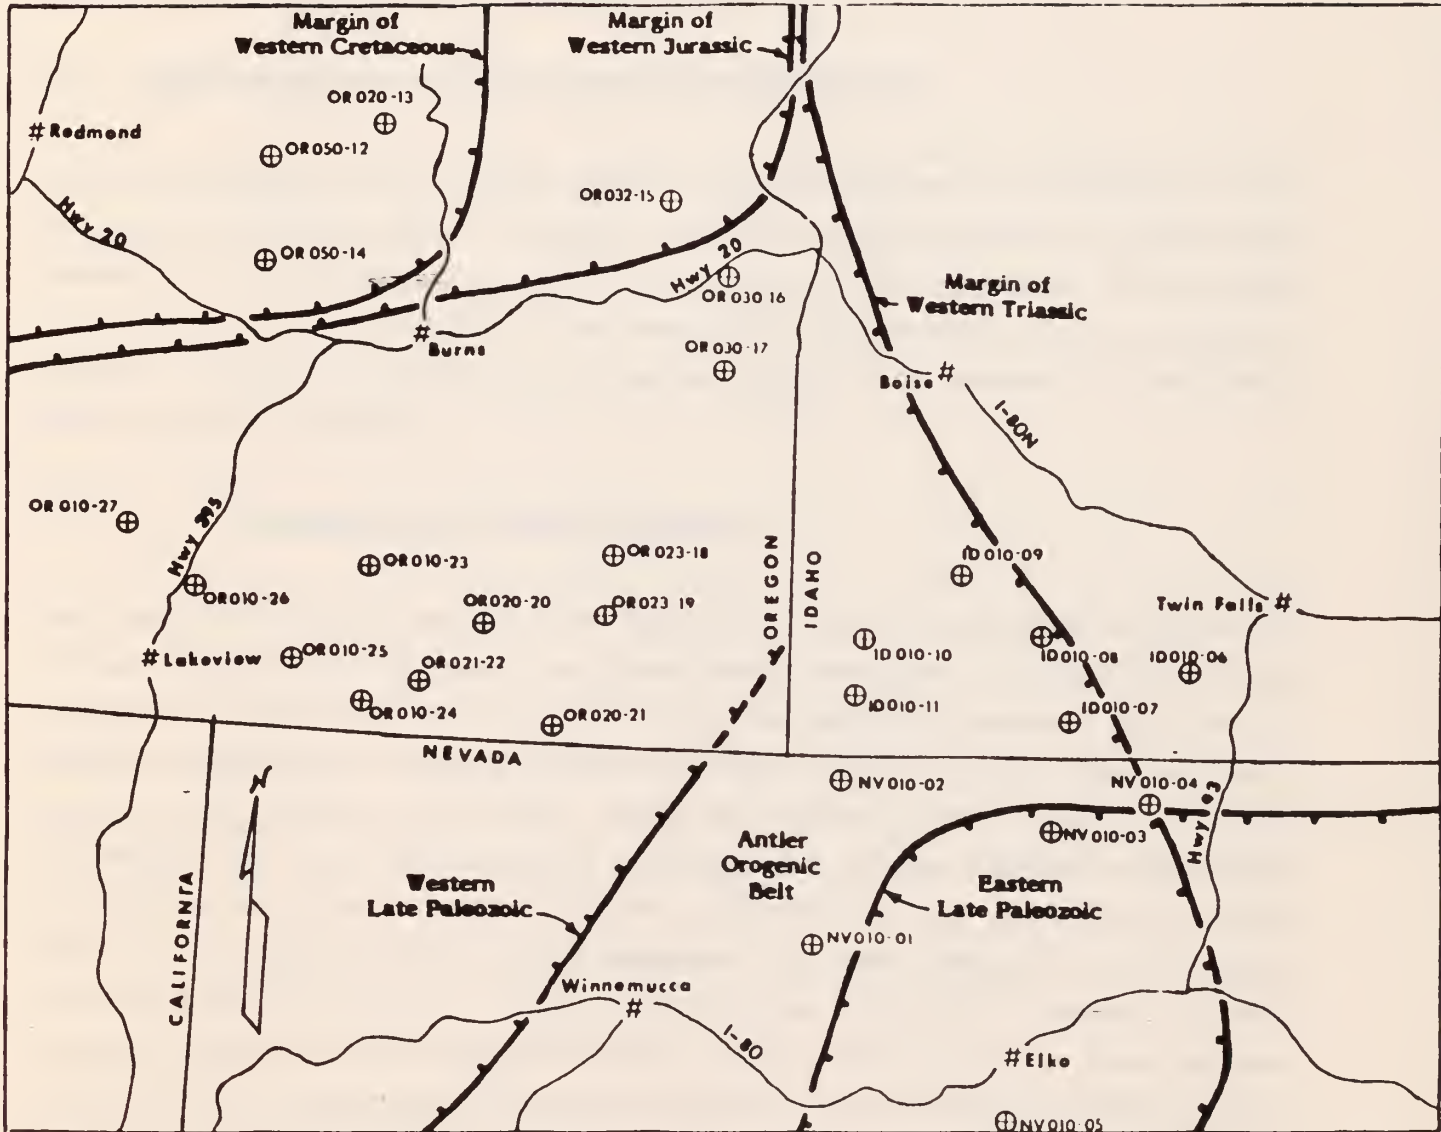 Margin of
Western Cretaceous
Margin of
Western Jurassic
OR 020-13
# Redmond
OR 050-12
OR 032-15
Hwy 20
OR 050-14
Hwy 20
OR 030 16
Margin of
Western Triassic
# Burns
OR 030-17
Boise #
I-80N
OR 010-27
Hwy 395
OREGON
IDAHO
OR 010-23
OR 023-18
ID 010-09
OR 010-26
OR 020-20
OR 023 19
Twin Falls #
# Lakeview
OR 010-25
OR 021-22
ID 010-10
ID 010-08
ID 010-06
OR 010-24
OR 020-21
ID 010-11
ID 010-07
NEVADA
N
NV 010-02
NV 010-04
Hwy 93
NV 010-03
CALIFORNIA
Western
Late Paleozoic
Antler
Orogenic
Belt
Eastern
Late Paleozoic
NV 010-01
Winnemucca
#
I-80
# Elko
NV 010-05